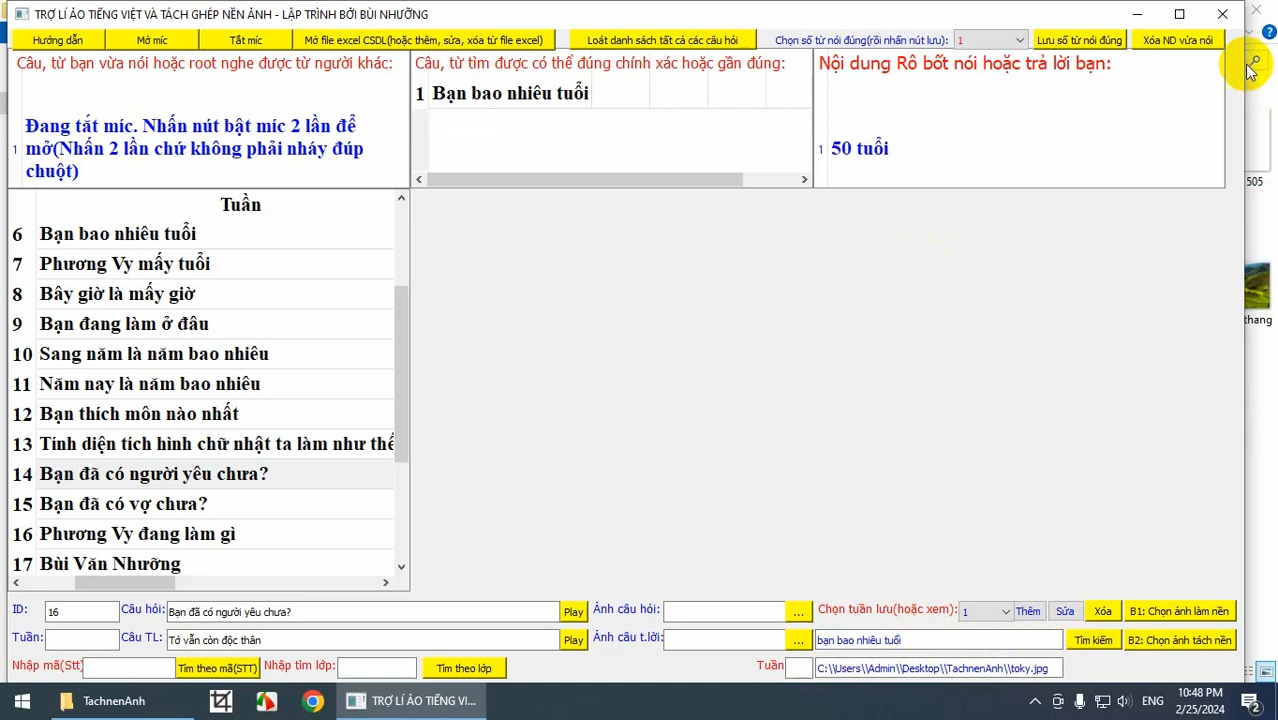 TRỢ LÍ ẢO TIẾNG VIỆT VÀ TÁCH GHÉP NỀN ẢNH - LẬP TRÌNH BỞI BÙI NHƯỠNG
Hướng dẫn
Mở míc
Tắt míc
Mở file excel CSDL(hoặc thêm, sửa, xóa từ file excel)
Loát danh sách tất cả các câu hỏi
Chọn số từ nói đúng(rồi nhấn nút lưu):
1
Lưu số từ nói đúng
Xóa ND vừa nói
Câu, từ bạn vừa nói hoặc root nghe được từ người khác:
Câu, từ tìm được có thể đúng chính xác hoặc gần đúng:
Nội dung Rô bốt nói hoặc trả lời bạn:
1 Bạn bao nhiêu tuổi
1 Đang tắt míc. Nhấn nút bật míc 2 lần để
mở(Nhấn 2 lần chứ không phải nháy đúp
chuột)
1 50 tuổi
505
Tuần
6 Bạn bao nhiêu tuổi
7 Phương Vy mấy tuổi
8 Bây giờ là mấy giờ
9 Bạn đang làm ở đâu
10 Sang năm là năm bao nhiêu
11 Năm nay là năm bao nhiêu
12 Bạn thích môn nào nhất
13 Tính diện tích hình chữ nhật ta làm như thế
14 Bạn đã có người yêu chưa?
15 Bạn đã có vợ chưa?
16 Phương Vy đang làm gì
17 Bùi Văn Nhưỡng
thang
ID: 16 Câu hỏi: Bạn đã có người yêu chưa? Play Ảnh câu hỏi: ... Chọn tuần lưu(hoặc xem): 1 Thêm Sửa Xóa B1: Chọn ảnh làm nền
Tuần: Câu TL: Tớ vẫn còn độc thân Play Ảnh câu t.lời: ... bạn bao nhiêu tuổi Tìm kiếm B2: Chọn ảnh tách nền
Nhập mã(Stt) Tìm theo mã(STT) Nhập tìm lớp: Tìm theo lớp Tuần C:\\Users\\Admin\\Desktop\\TachnenAnh\\toky.jpg
TachnenAnh
TRỢ LÍ ẢO TIẾNG VI...
ENG
10:48 PM
2/25/2024
2